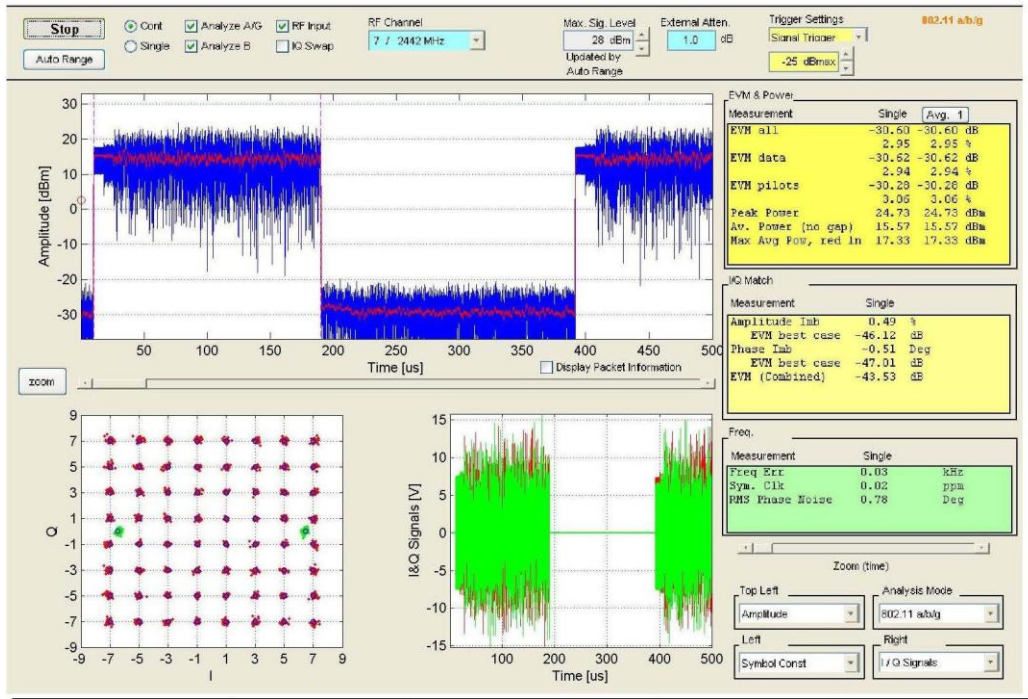 Stop
Auto Range
Cont
Single
Analyze A/G
Analyze B
RF Input
IQ Swap
RF Channel
7 / 2442 MHz
Max. Sig. Level
28 dBm
Updated by
Auto Range
External Atten.
1.0 dB
Trigger Settings
Signal Trigger
-25 dBmax
802.11 a/b/g
30
20
10
0
-10
-20
-30
Amplitude [dBm]
50 100 150 200 250 300 350 400 450 500
Time [us]
Display Packet Information
zoom
EVM & Power
Measurement Single Avg. 1
EVM all -30.60 -30.60 dB
2.95 2.95 %
EVM data -30.62 -30.62 dB
2.94 2.94 %
EVM pilots -30.28 -30.28 dB
3.06 3.06 %
Peak Power 24.73 24.73 dBm
Av. Power (no gap) 15.57 15.57 dBm
Max Avg Pow, red ln 17.33 17.33 dBm
I/Q Match
Measurement Single
Amplitude Imb 0.49 %
EVM best case -46.12 dB
Phase Imb -0.51 Deg
EVM best case -47.01 dB
EVM (Combined) -43.53 dB
Freq.
Measurement Single
Freq Err 0.03 kHz
Sym. Clk 0.02 ppm
RMS Phase Noise 0.78 Deg
Zoom (time)
Top Left
Amplitude
Analysis Mode
802.11 a/b/g
Left
Symbol Const
Right
I / Q Signals
9
7
5
3
1
-1
-3
-5
-7
-9
Q
-9 -7 -5 -3 -1 1 3 5 7 9
I
15
10
5
0
-5
-10
-15
I&Q Signals [V]
100 200 300 400 500
Time [us]